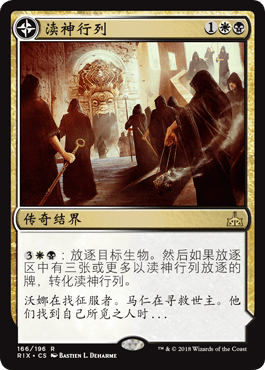 渎神行列 1
传奇结界
3：放逐目标生物。然后如果放逐
区中有三张或更多以渎神行列放逐的
牌，转化渎神行列。
沃娜在找征服者。马仁在寻救世主。他
们找到自己所觅之人时...
166/196 R
RIX • CS BASTIEN L. DEHARME
™ & © 2018 Wizards of the Coast